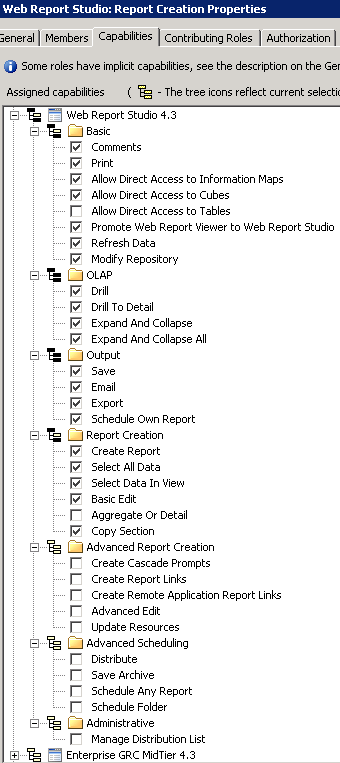 Web Report Studio: Report Creation Properties
General Members Capabilities Contributing Roles Authorization
Some roles have implicit capabilities, see the description on the Gen
Assigned capabilities ( - The tree icons reflect current selectio
Web Report Studio 4.3
Basic
Comments
Print
Allow Direct Access to Information Maps
Allow Direct Access to Cubes
Allow Direct Access to Tables
Promote Web Report Viewer to Web Report Studio
Refresh Data
Modify Repository
OLAP
Drill
Drill To Detail
Expand And Collapse
Expand And Collapse All
Output
Save
Email
Export
Schedule Own Report
Report Creation
Create Report
Select All Data
Select Data In View
Basic Edit
Aggregate Or Detail
Copy Section
Advanced Report Creation
Create Cascade Prompts
Create Report Links
Create Remote Application Report Links
Advanced Edit
Update Resources
Advanced Scheduling
Distribute
Save Archive
Schedule Any Report
Schedule Folder
Administrative
Manage Distribution List
Enterprise GRC MidTier 4.3